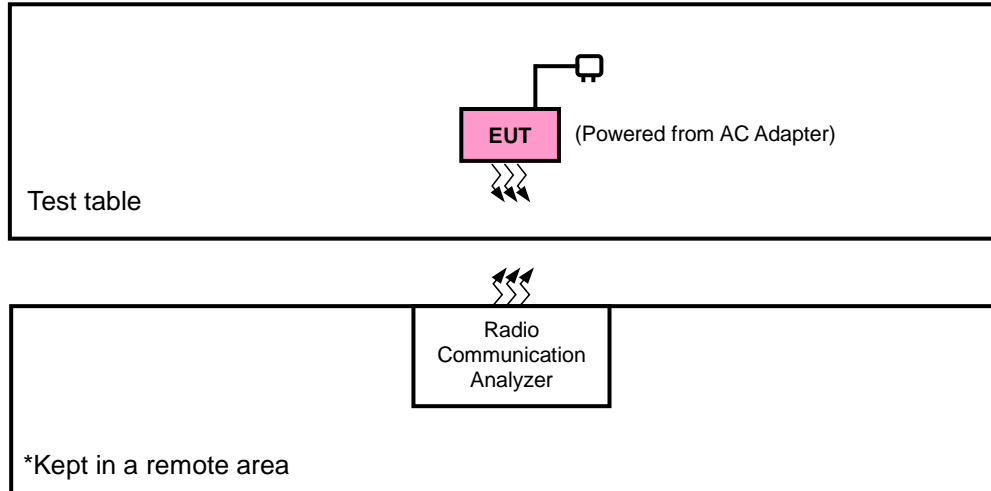 EUT
(Powered from AC Adapter)
Test table
Radio
Communication
Analyzer
*Kept in a remote area